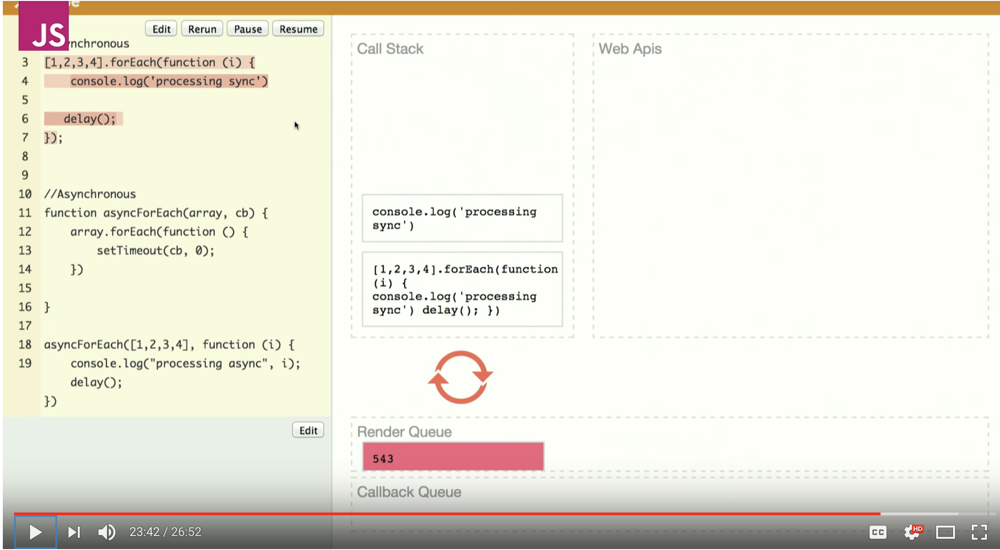 JS
Edit
Rerun
Pause
Resume
nchronous
3 [1,2,3,4].forEach(function (i) {
4 console.log('processing sync')
5
6 delay();
7 });
8
9
10 //Asynchronous
11 function asyncForEach(array, cb) {
12 array.forEach(function () {
13 setTimeout(cb, 0);
14 })
15
16 }
17
18 asyncForEach([1,2,3,4], function (i) {
19 console.log("processing async", i);
delay();
})
Edit
Call Stack
console.log('processing
sync')
[1,2,3,4].forEach(function
(i) {
console.log('processing
sync') delay(); })
Web Apis
Render Queue
543
Callback Queue
23:42 / 26:52
CC
HD